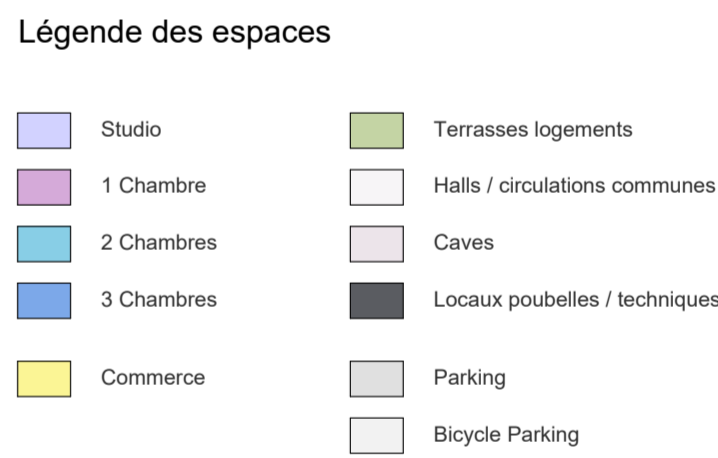 Légende des espaces
Studio
1 Chambre
2 Chambres
3 Chambres
Commerce
Terrasses logements
Halls / circulations communes
Caves
Locaux poubelles / techniques
Parking
Bicycle Parking